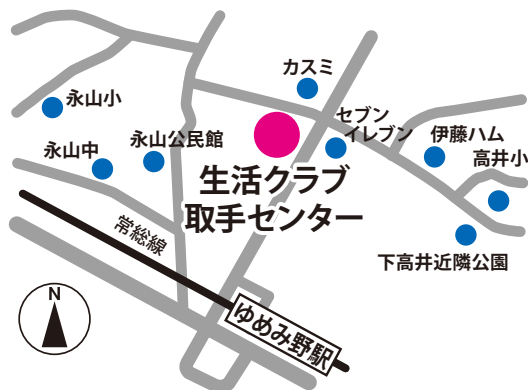 カスミ
永山小
セブン
イレブン
伊藤ハム
永山中
永山公民館
高井小
生活クラブ
取手センター
常総線
下高井近隣公園
N
ゆめみ野駅